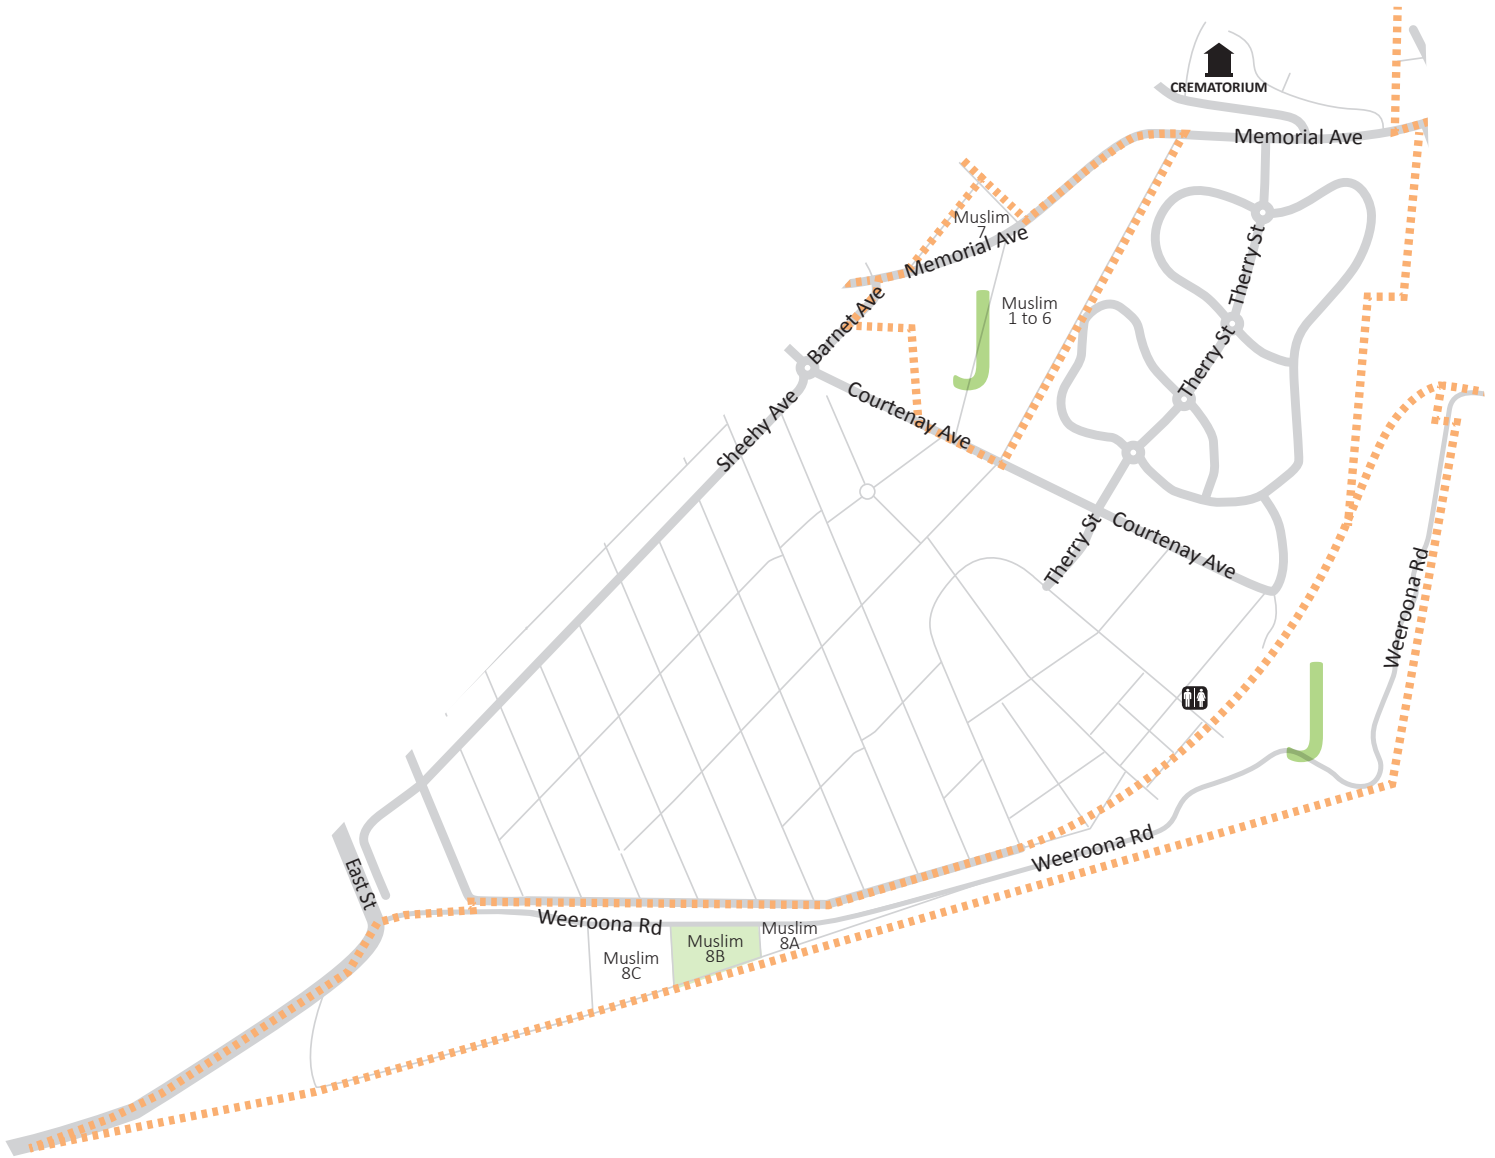 CREMATORIUM
Memorial Ave
Muslim
7
Memorial Ave
Therry St
Barnet Ave
Muslim
1 to 6
J
Therry St
Sheehy Ave
Courtenay Ave
Therry St
Courtenay Ave
Weeroona Rd
J
Weeroona Rd
East St
Weeroona Rd
Muslim
8A
Muslim
8B
Muslim
8C